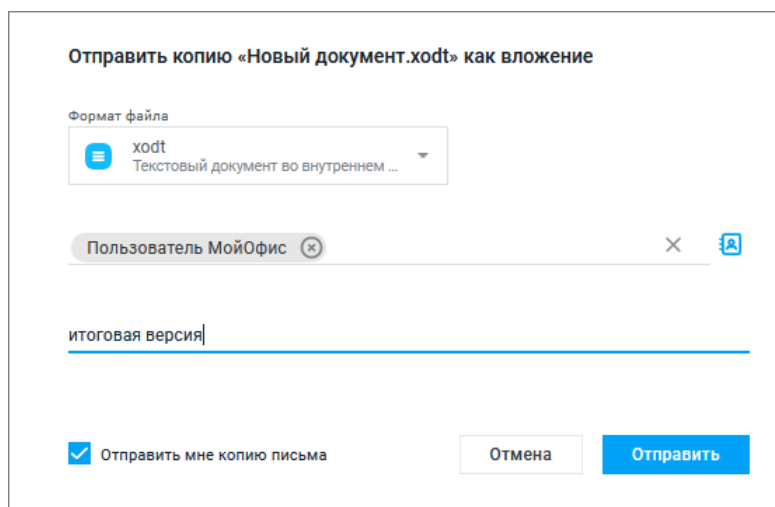 Отправить копию «Новый документ.xodt» как вложение
Формат файла
xodt
Текстовый документ во внутреннем ...
Пользователь МойОфис
итоговая версия
Отправить мне копию письма
Отмена
Отправить